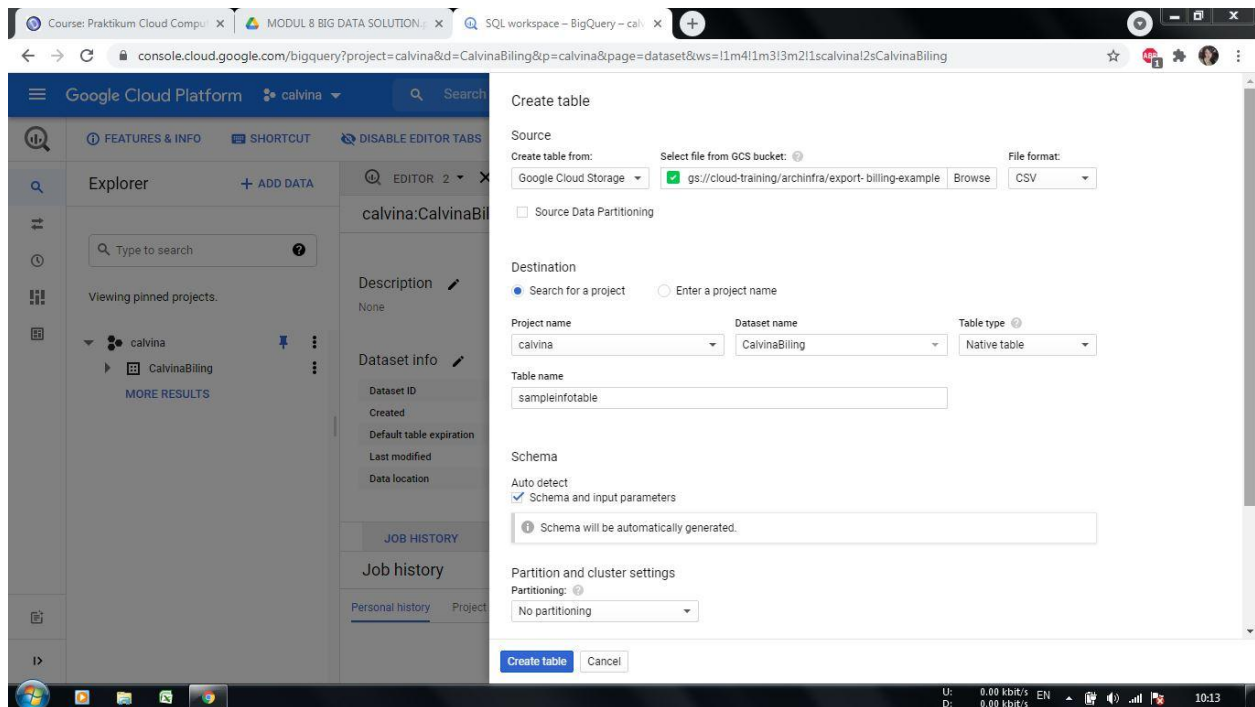 Course: Praktikum Cloud Comput
MODUL 8 BIG DATA SOLUTION.
SQL workspace – BigQuery – cal
console.cloud.google.com/bigquery?project=calvina&d=CalvinaBiling&p=calvina&page=dataset&ws=!1m4!1m3!3m2!1scalvina!2sCalvinaBiling
1
Google Cloud Platform
calvina
Search
FEATURES & INFO
SHORTCUT
DISABLE EDITOR TABS
Explorer
+ ADD DATA
Type to search
Viewing pinned projects.
calvina
CalvinaBiling
MORE RESULTS
EDITOR 2
calvina:CalvinaBil
Description
None
Dataset info
Dataset ID
Created
Default table expiration
Last modified
Data location
JOB HISTORY
Job history
Personal history Project
Create table
Source
Create table from: Select file from GCS bucket: File format:
Google Cloud Storage gs://cloud-training/archinfra/export- billing-example Browse CSV
Source Data Partitioning
Destination
Search for a project Enter a project name
Project name Dataset name Table type
calvina CalvinaBiling Native table
Table name
sampleinfotable
Schema
Auto detect
Schema and input parameters
Schema will be automatically generated.
Partition and cluster settings
Partitioning:
No partitioning
Create table Cancel
U: 0.00 kbit/s
D: 0.00 kbit/s
EN
10:13